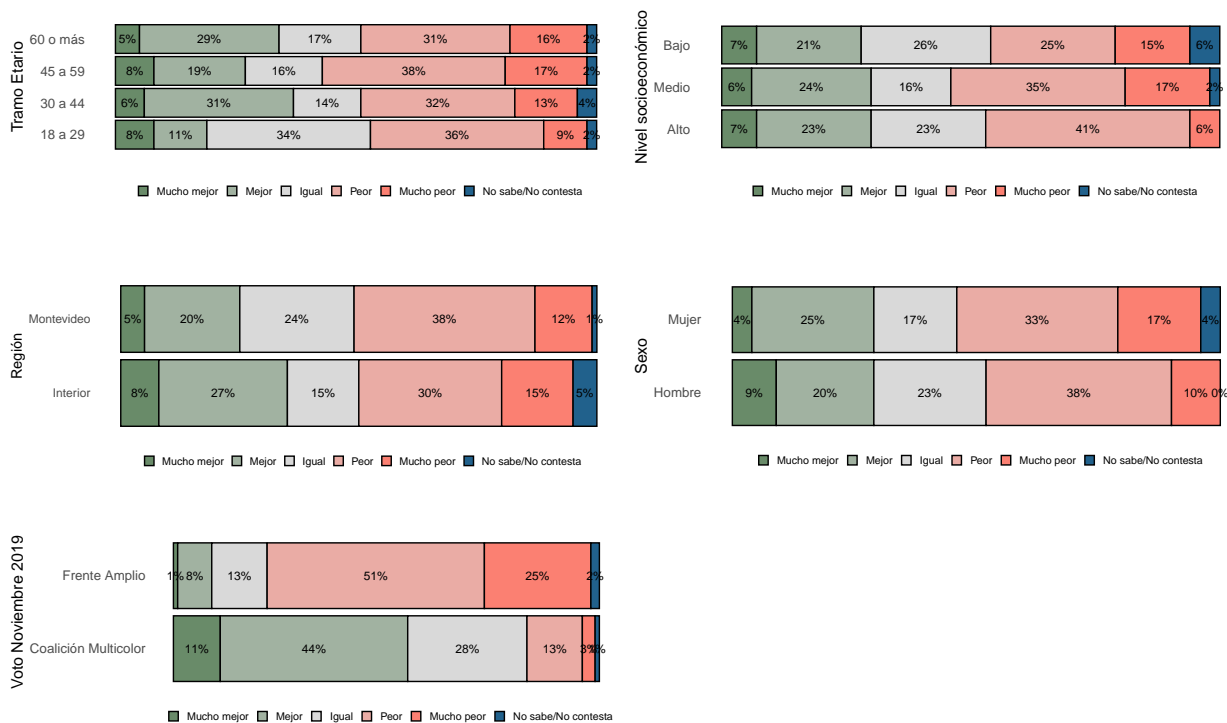 Tramo Etario
60 o más 5% 29% 17% 31% 16% 2%
45 a 59 8% 19% 16% 38% 17% 2%
30 a 44 6% 31% 14% 32% 13% 4%
18 a 29 8% 11% 34% 36% 9% 2%
Mucho mejor Mejor Igual Peor Mucho peor No sabe/No contesta
Nivel socioeconómico
Bajo 7% 21% 26% 25% 15% 6%
Medio 6% 24% 16% 35% 17% 2%
Alto 7% 23% 23% 41% 6%
Mucho mejor Mejor Igual Peor Mucho peor No sabe/No contesta
Región
Montevideo 5% 20% 24% 38% 12% 1%
Interior 8% 27% 15% 30% 15% 5%
Mucho mejor Mejor Igual Peor Mucho peor No sabe/No contesta
Sexo
Mujer 4% 25% 17% 33% 17% 4%
Hombre 9% 20% 23% 38% 10% 0%
Mucho mejor Mejor Igual Peor Mucho peor No sabe/No contesta
Voto Noviembre 2019
Frente Amplio 1% 8% 13% 51% 25% 2%
Coalición Multicolor 11% 44% 28% 13% 3% 1%
Mucho mejor Mejor Igual Peor Mucho peor No sabe/No contesta